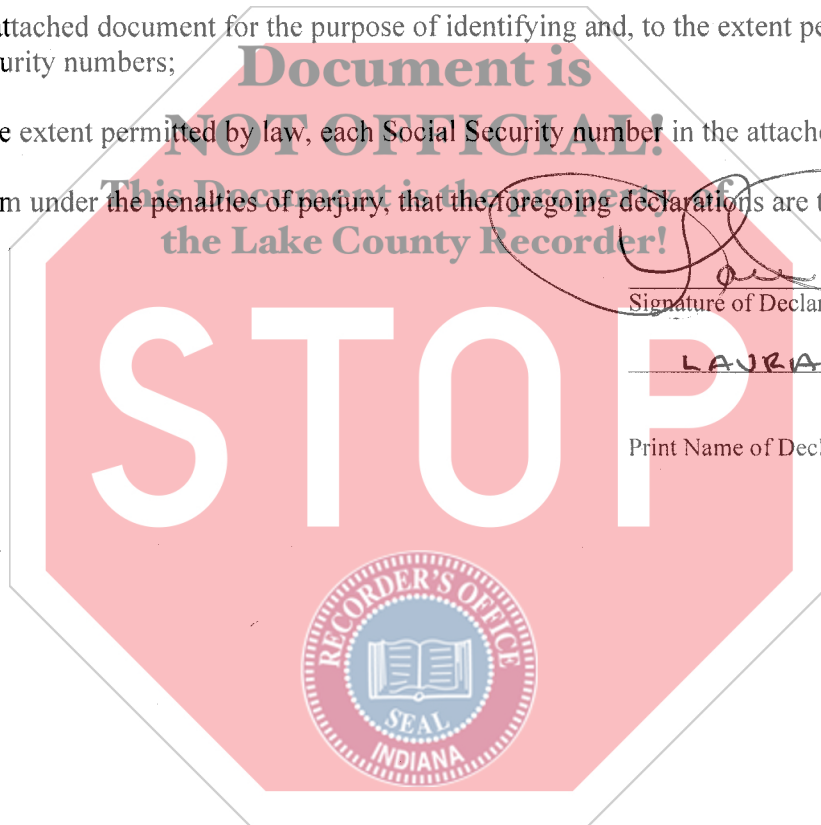 attached document for the purpose of identifying and, to the extent pe
urity numbers;
Document is
NOT OFFICIAL!
e extent permitted by law, each Social Security number in the attache
This Document is the property of
m under the penalties of perjury, that the foregoing declarations are t
the Lake County Recorder!
Signature of Declar
LAURA
Print Name of Decl
STOP
RECORDER'S OFFICE
SEAL
INDIANA